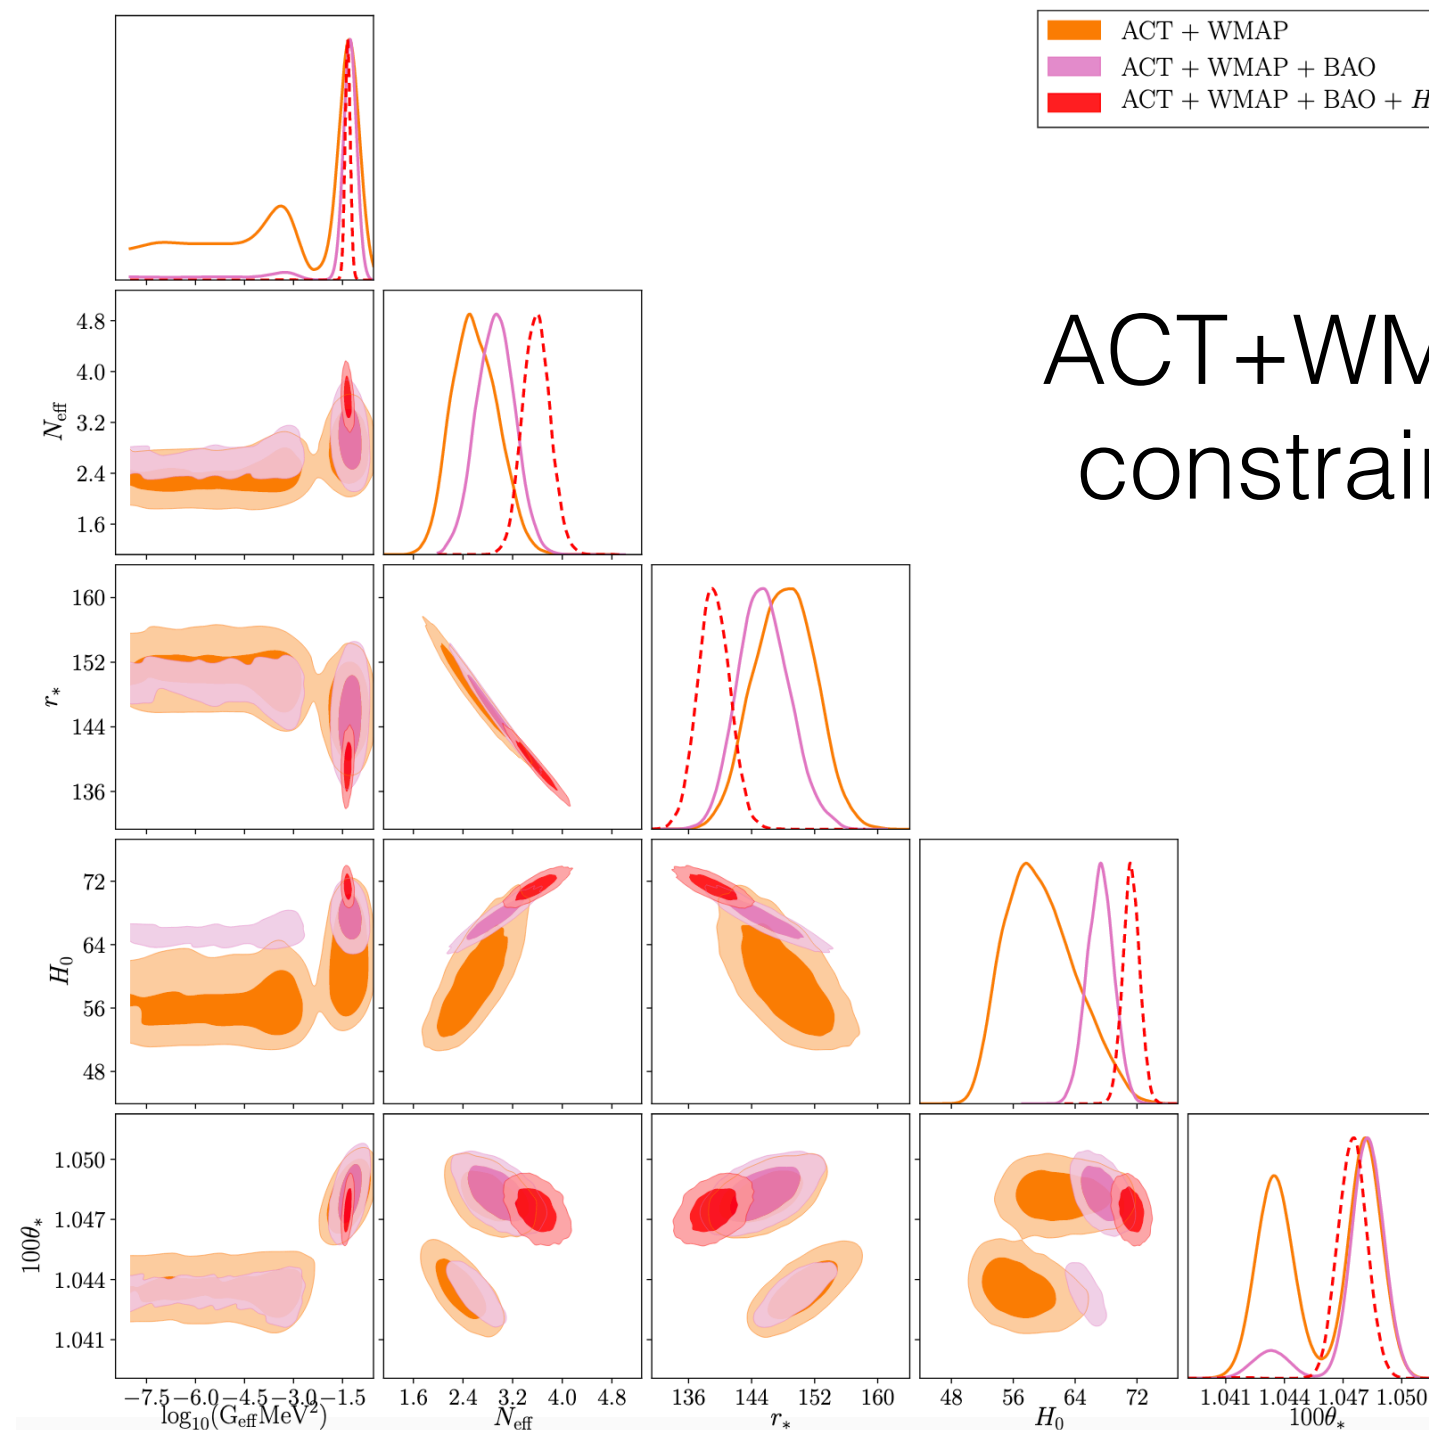 ACT + WMAP
ACT + WMAP + BAO
ACT + WMAP + BAO + H
ACT+WM
constrain
4.8
4.0
3.2
2.4
1.6
N_eff
160
152
144
136
r_*
72
64
56
48
H_0
1.050
1.047
1.044
1.041
100θ_*
−7.5 −6.0 −4.5 −3.0 −1.5
log_10(G_eff MeV^2)
1.6 2.4 3.2 4.0 4.8
N_eff
136 144 152 160
r_*
48 56 64 72
H_0
1.041 1.044 1.047 1.050
100θ_*